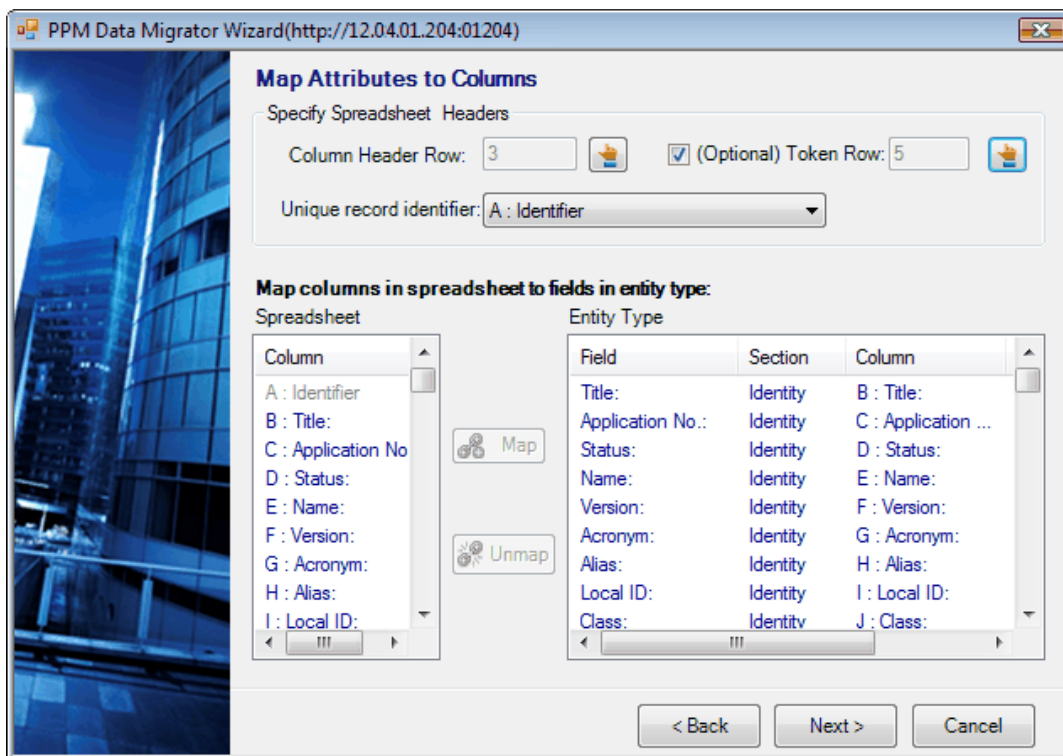 PPM Data Migrator Wizard(http://12.04.01.204:01204)
Map Attributes to Columns
Specify Spreadsheet Headers
Column Header Row: 3 (Optional) Token Row: 5
Unique record identifier: A : Identifier
Map columns in spreadsheet to fields in entity type:
Spreadsheet Entity Type
Column Field Section Column
A : Identifier Title: Identity B : Title:
B : Title: Application No.: Identity C : Application ...
C : Application No Status: Identity D : Status:
D : Status: Name: Identity E : Name:
E : Name: Version: Identity F : Version:
F : Version: Acronym: Identity G : Acronym:
G : Acronym: Alias: Identity H : Alias:
H : Alias: Local ID: Identity I : Local ID:
I : Local ID: Class: Identity J : Class:
Map
Unmap
< Back Next > Cancel